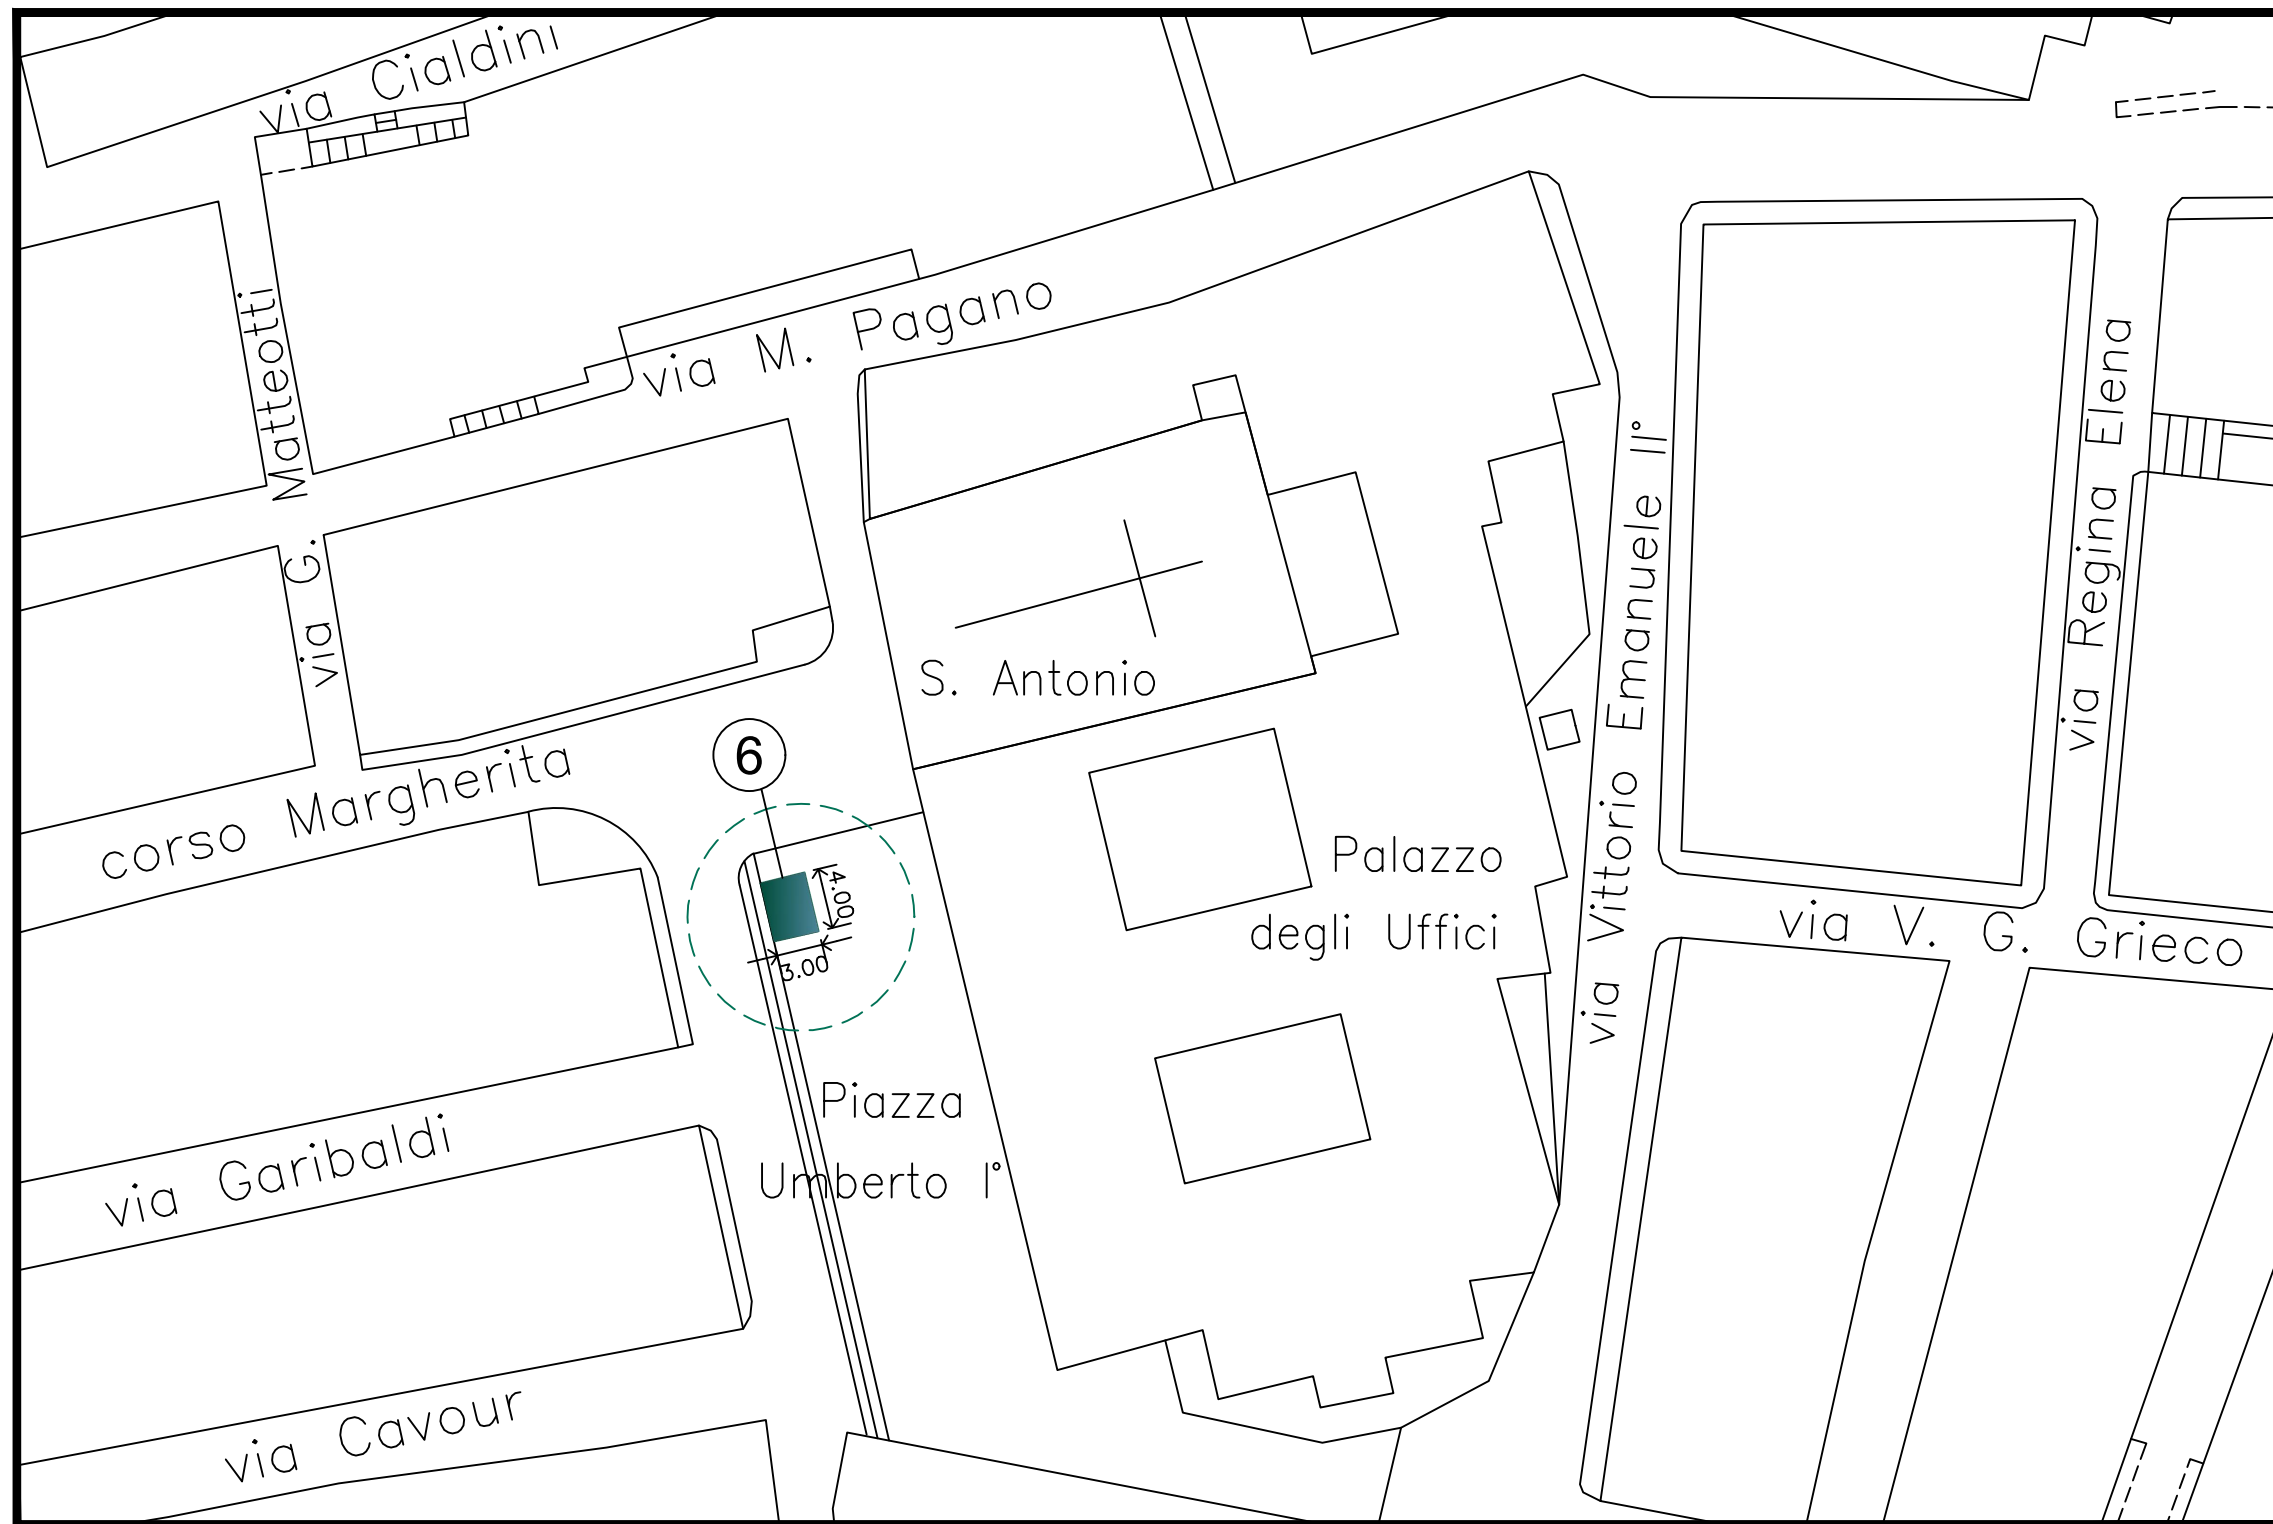 via Cialdini
via G. Matteotti
via M. Pagano
via Regina Elena
via Vittorio Emanuele II°
S. Antonio
6
corso Margherita
4.00
3.00
Palazzo
degli Uffici
via V. G. Grieco
Piazza
Umberto I°
via Garibaldi
via Cavour